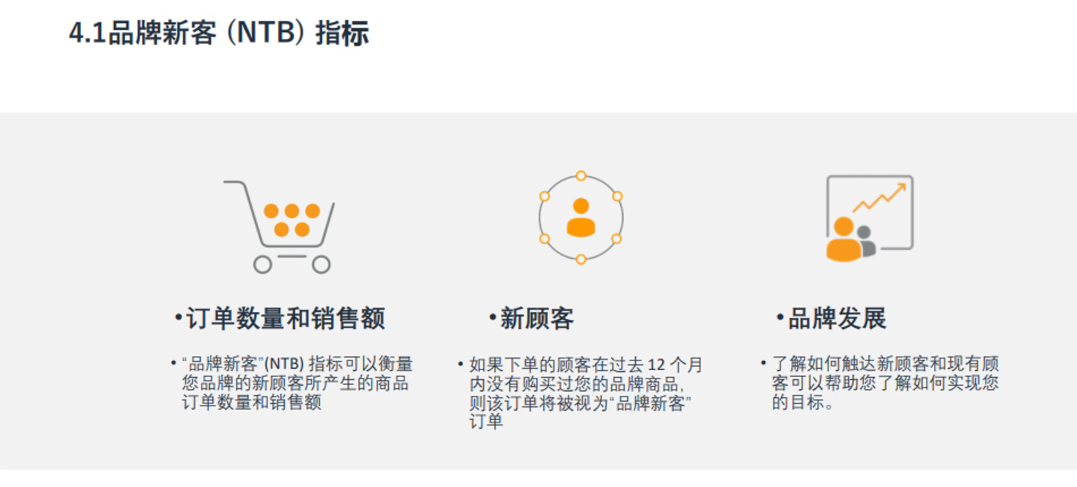 4.1品牌新客 (NTB) 指标
•订单数量和销售额
• “品牌新客”(NTB) 指标可以衡量
您品牌的新顾客所产生的商品
订单数量和销售额
•新顾客
• 如果下单的顾客在过去 12 个月
内没有购买过您的品牌商品,
则该订单将被视为“品牌新客”
订单
•品牌发展
• 了解如何触达新顾客和现有顾
客可以帮助您了解如何实现您
的目标。